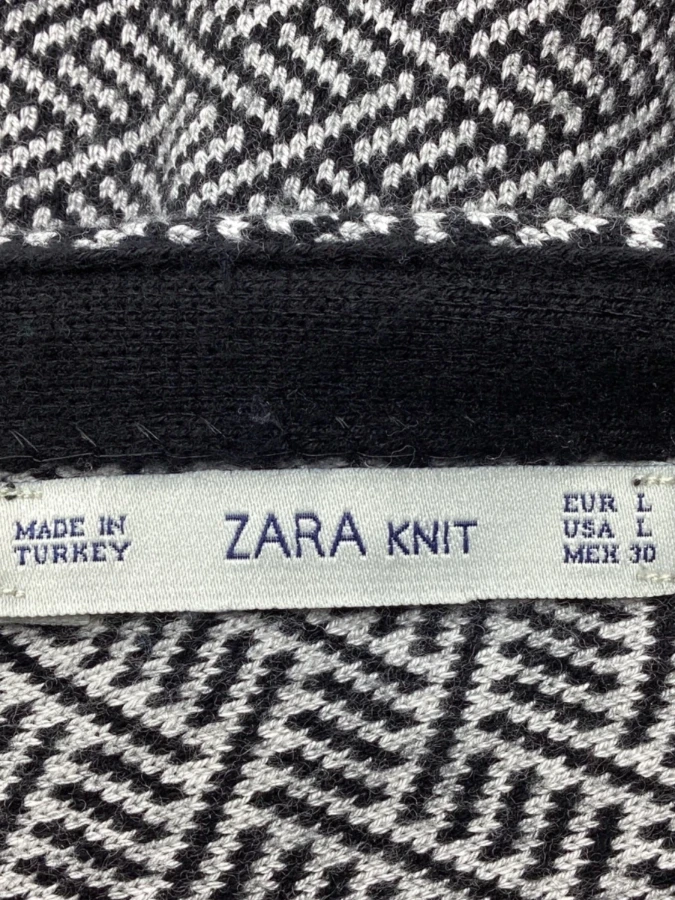 MADE IN
TURKEY
ZARA KNIT
EUR L
USA L
MEX 30